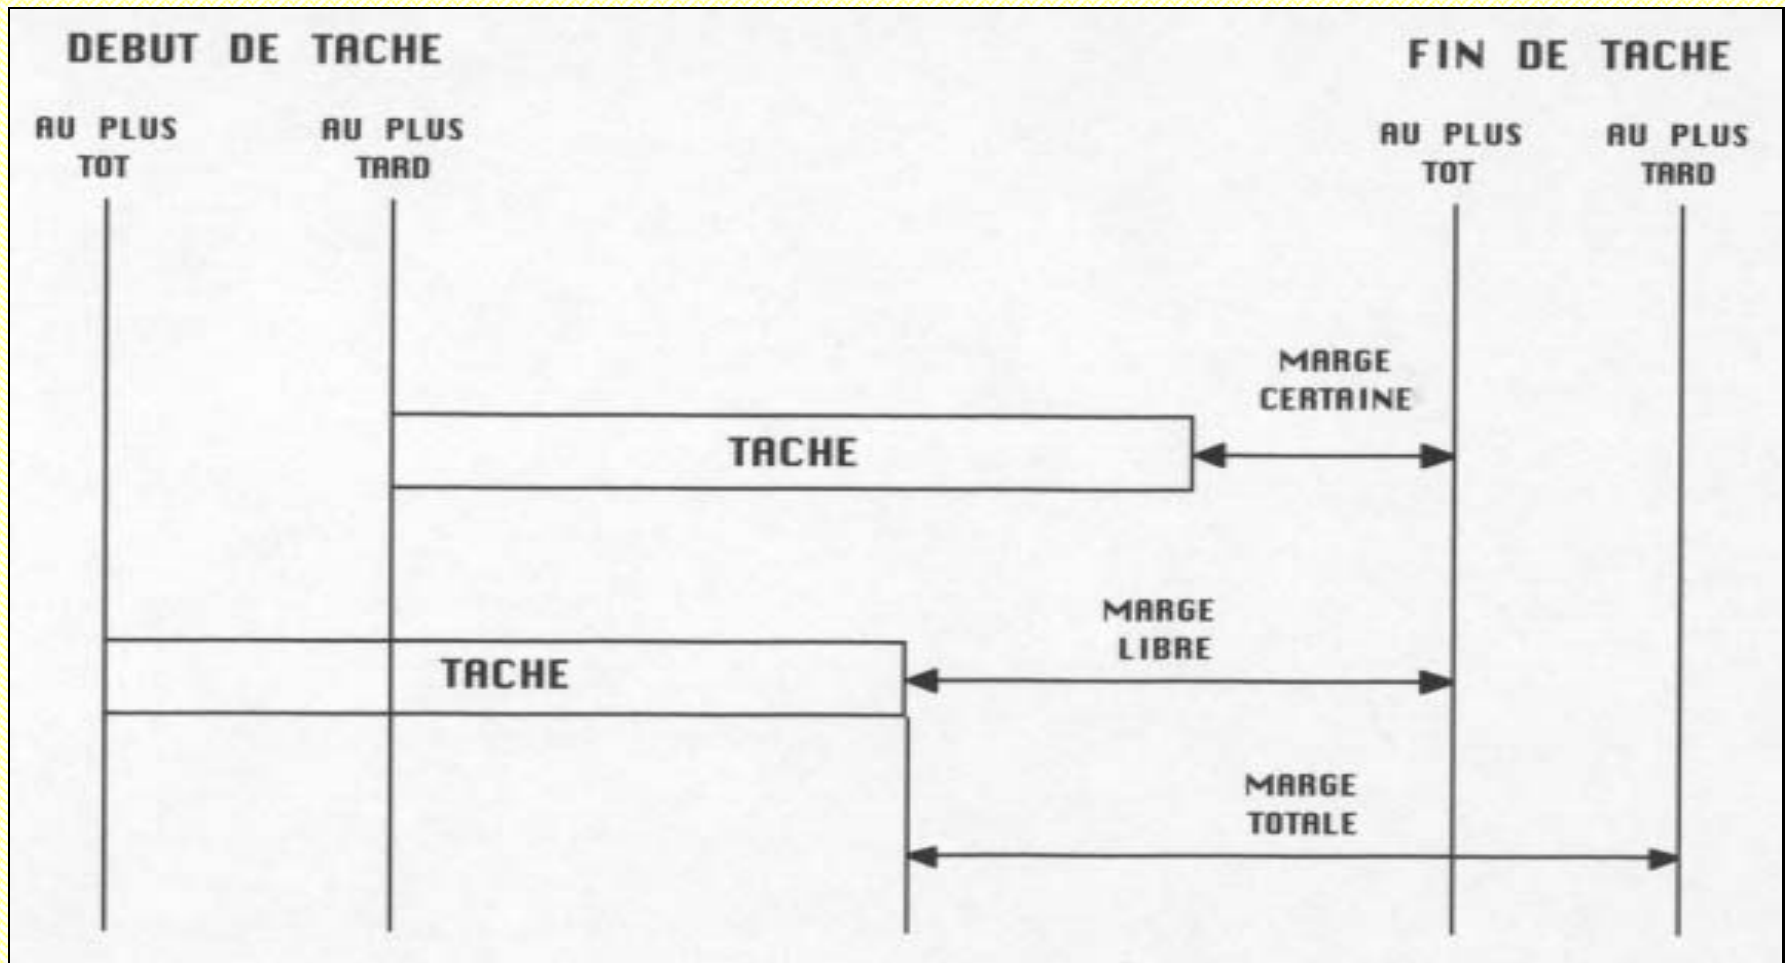 DEBUT DE TACHE
AU PLUS
TOT
AU PLUS
TARD
FIN DE TACHE
AU PLUS
TOT
AU PLUS
TARD
MARGE
CERTAINE
TACHE
MARGE
LIBRE
TACHE
MARGE
TOTALE